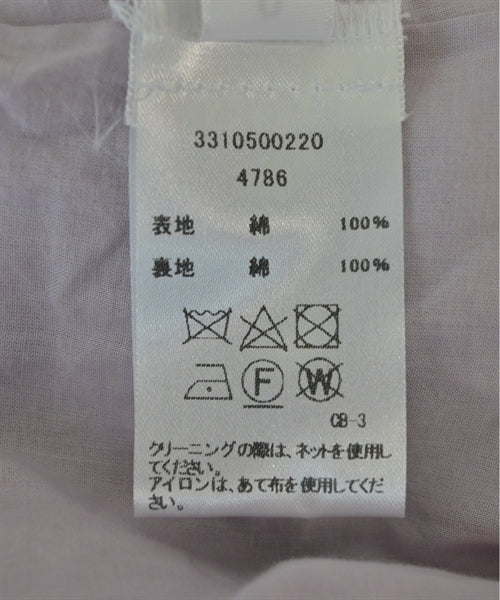 3310500220
4786
表地 綿 100%
裏地 綿 100%
F W
CB-3
クリーニングの際は、ネットを使用し
てください。
アイロンは、あて布を使用してくだ
さい。